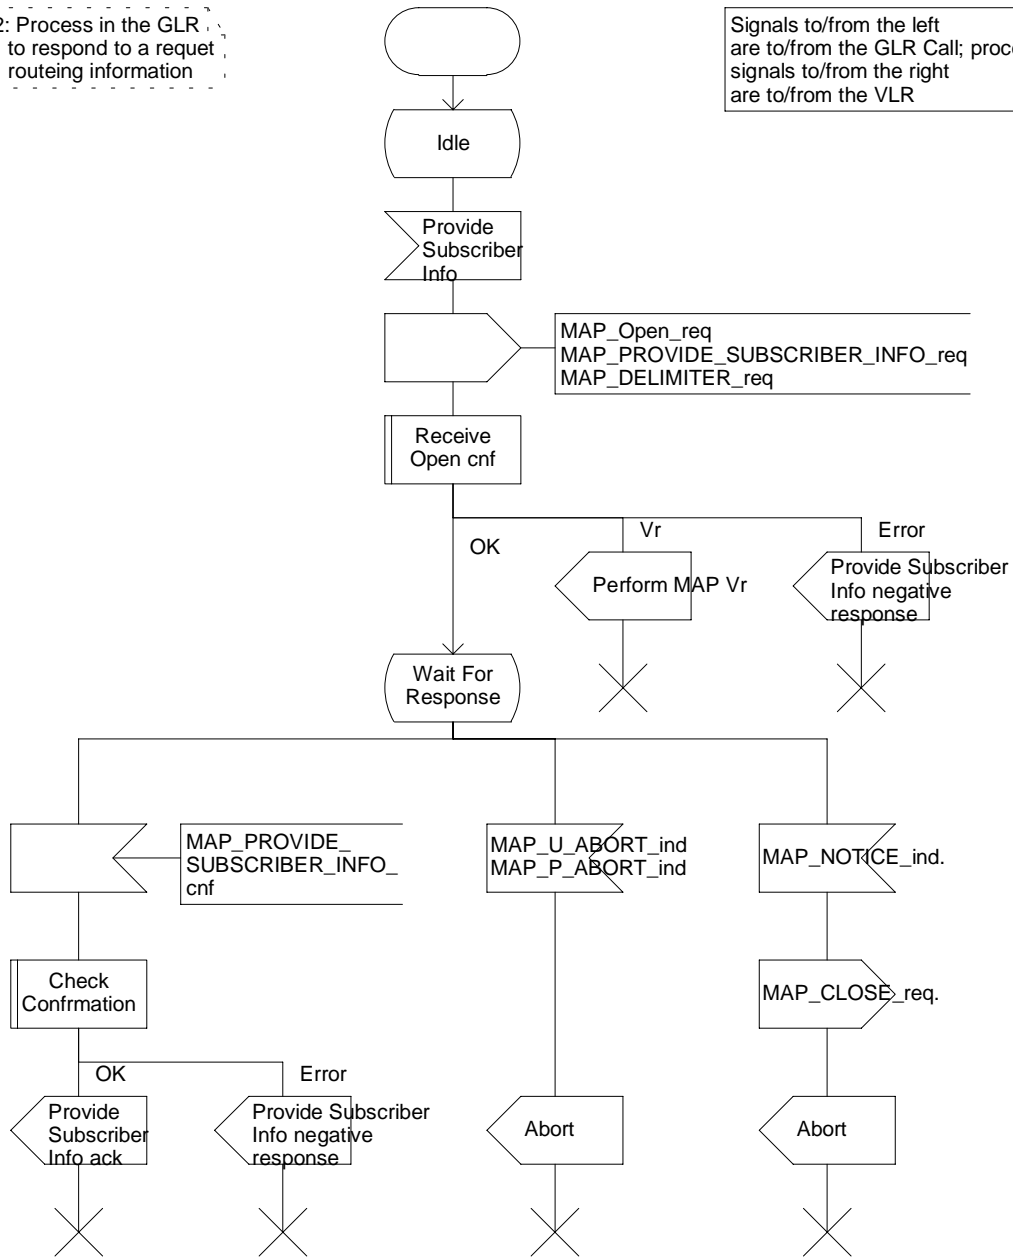 2: Process in the GLR
to respond to a requet
routeing information
Signals to/from the left
are to/from the GLR Call; proce
signals to/from the right
are to/from the VLR
Idle
Provide
Subscriber
Info
MAP_Open_req
MAP_PROVIDE_SUBSCRIBER_INFO_req
MAP_DELIMITER_req
Receive
Open cnf
OK
Vr
Error
Perform MAP Vr
Provide Subscriber
Info negative
response
Wait For
Response
MAP_PROVIDE_
SUBSCRIBER_INFO_
cnf
MAP_U_ABORT_ind
MAP_P_ABORT_ind
MAP_NOTICE_ind.
Check
Confrmation
MAP_CLOSE_req.
OK
Error
Provide
Subscriber
Info ack
Provide Subscriber
Info negative
response
Abort
Abort